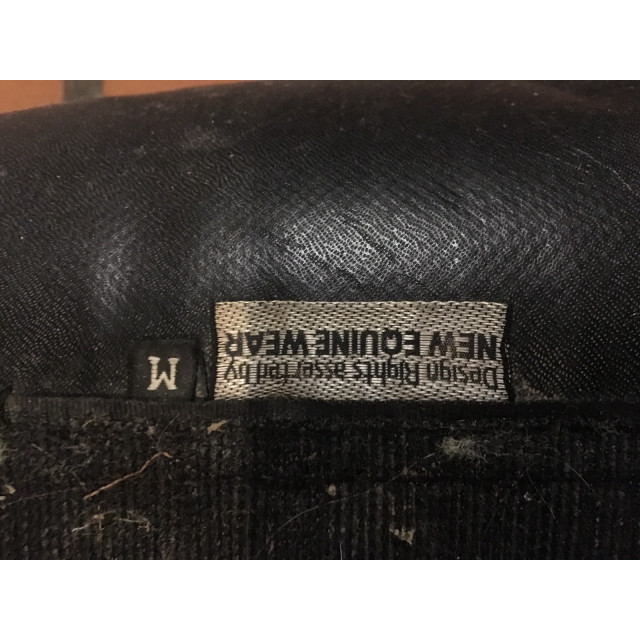 Design Rights asserted by
NEW EQUINE WEAR
M